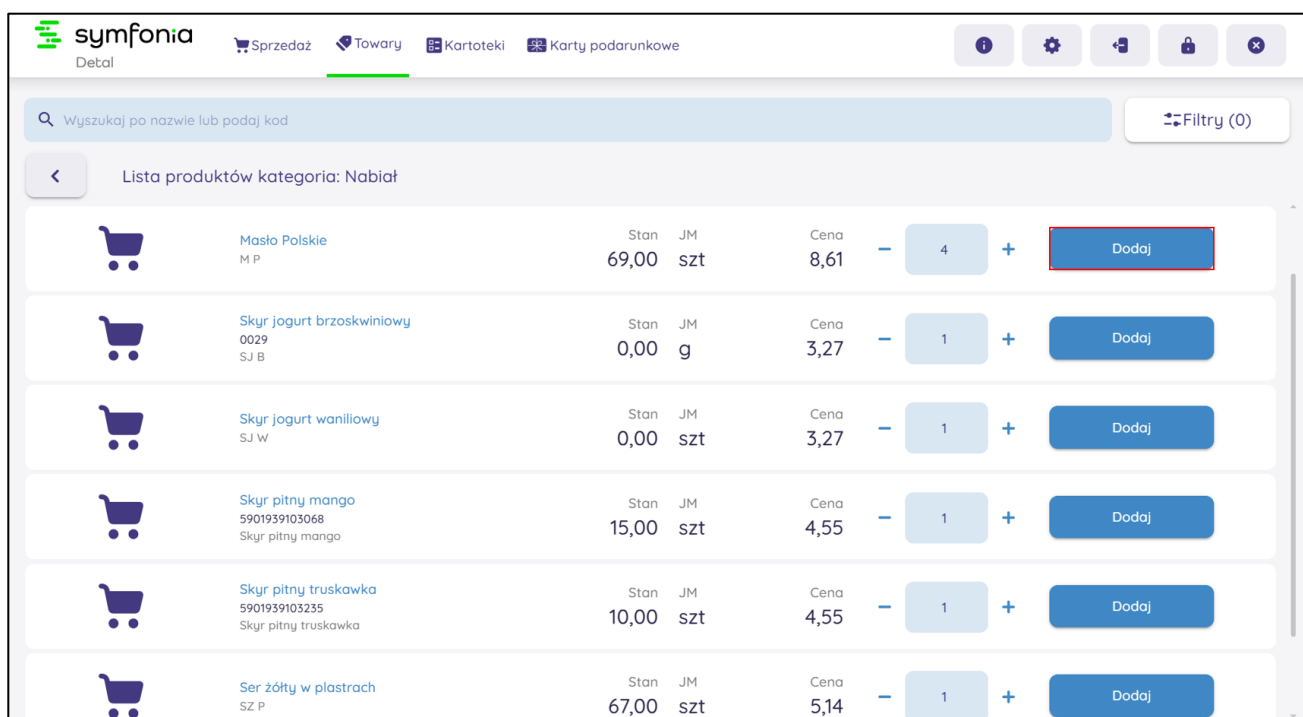 symfonia
Detal
Sprzedaż Towary Kartoteki Karty podarunkowe
Wyszukaj po nazwie lub podaj kod
Filtry (0)
Lista produktów kategoria: Nabiał
Masło Polskie
M P
Stan JM Cena
69,00 szt 8,61
4
Dodaj
Skyr jogurt brzoskwiniowy
0029
SJ B
Stan JM Cena
0,00 g 3,27
1
Dodaj
Skyr jogurt waniliowy
SJ W
Stan JM Cena
0,00 szt 3,27
1
Dodaj
Skyr pitny mango
5901939103068
Skyr pitny mango
Stan JM Cena
15,00 szt 4,55
1
Dodaj
Skyr pitny truskawka
5901939103235
Skyr pitny truskawka
Stan JM Cena
10,00 szt 4,55
1
Dodaj
Ser żółty w plastrach
SZ P
Stan JM Cena
67,00 szt 5,14
1
Dodaj